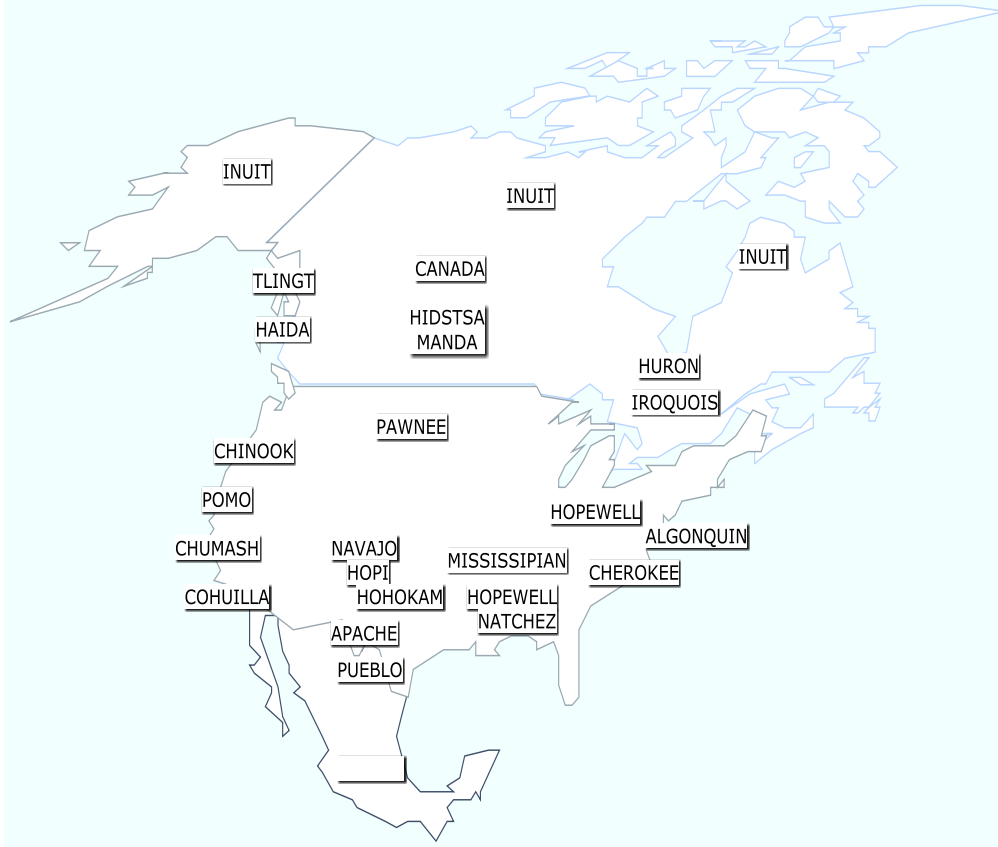 INUIT
INUIT
INUIT
CANADA
TLINGT
HIDSTSA
MANDA
HAIDA
HURON
IROQUOIS
PAWNEE
CHINOOK
POMO
HOPEWELL
ALGONQUIN
CHUMASH
NAVAJO
MISSISSIPIAN
HOPI
CHEROKEE
COHUILLA
HOHOKAM
HOPEWELL
NATCHEZ
APACHE
PUEBLO